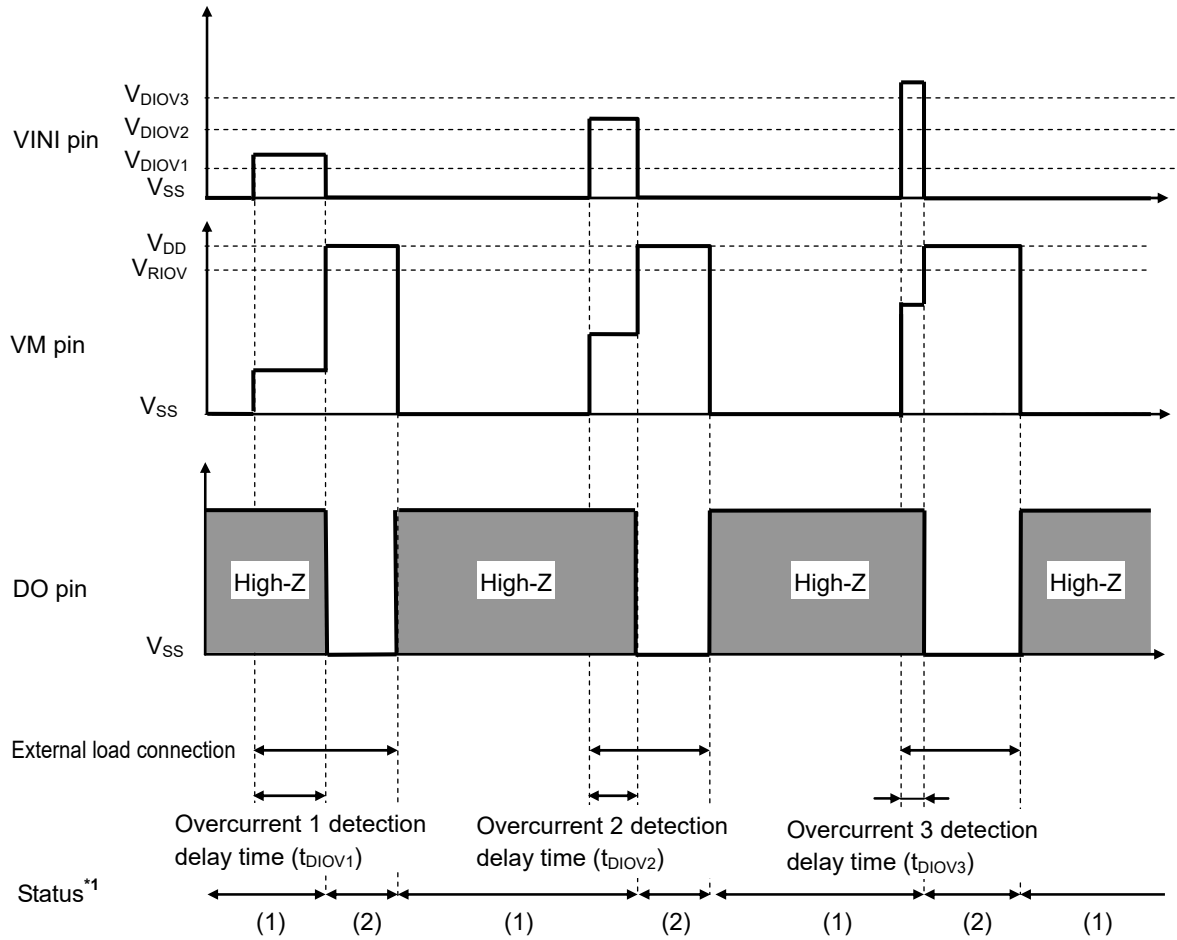 VDIOV3
VDIOV2
VINI pin
VDIOV1
VSS
VDD
VRIOV
VM pin
VSS
High-Z High-Z High-Z High-Z
DO pin
VSS
External load connection
Overcurrent 1 detection
delay time (tDIOV1)
Overcurrent 2 detection
delay time (tDIOV2)
Overcurrent 3 detection
delay time (tDIOV3)
Status*1
(1) (2) (1) (2) (1) (2) (1)